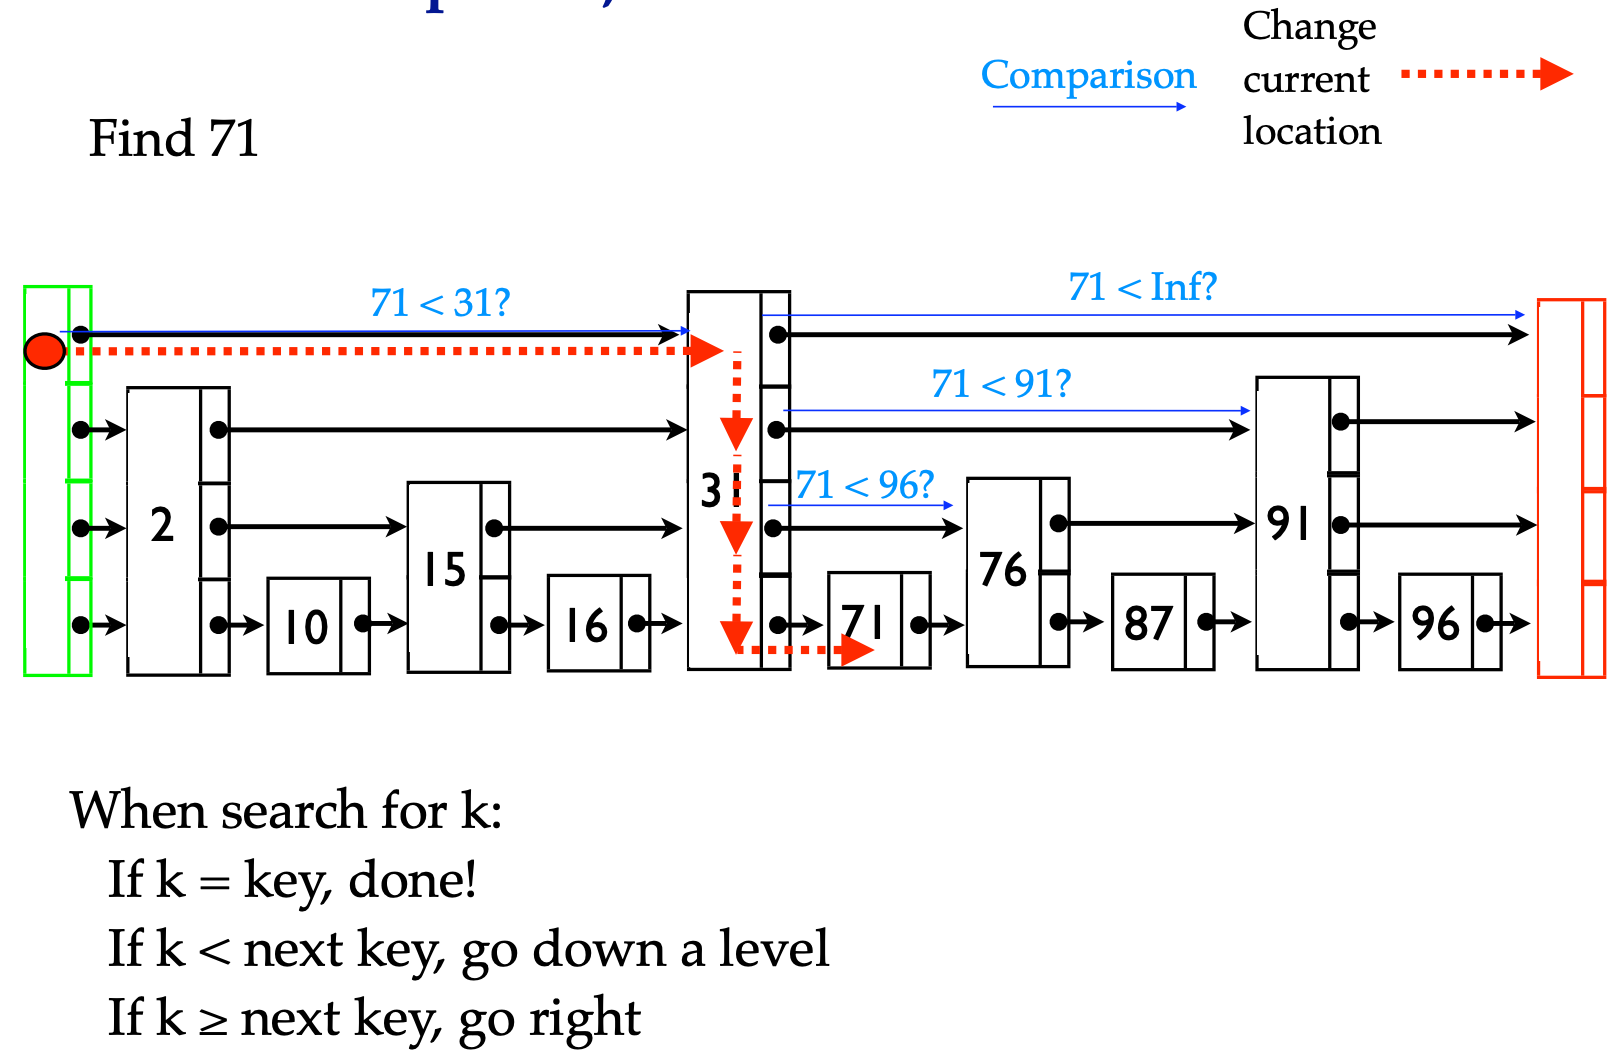 Change
current
location
Comparison
Find 71
71 < 31?
71 < Inf?
71 < 91?
71 < 96?
2
10
15
16
31
71
76
87
91
96
When search for k:
If k = key, done!
If k < next key, go down a level
If k ≥ next key, go right